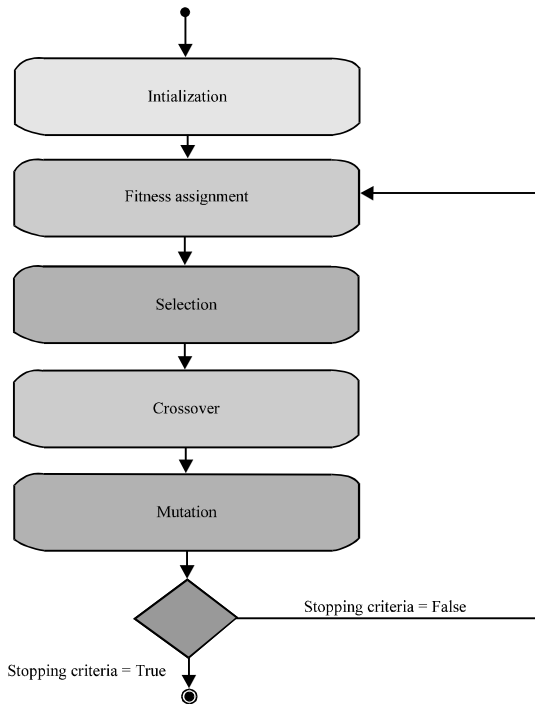 Intialization
Fitness assignment
Selection
Crossover
Mutation
Stopping criteria = False
Stopping criteria = True